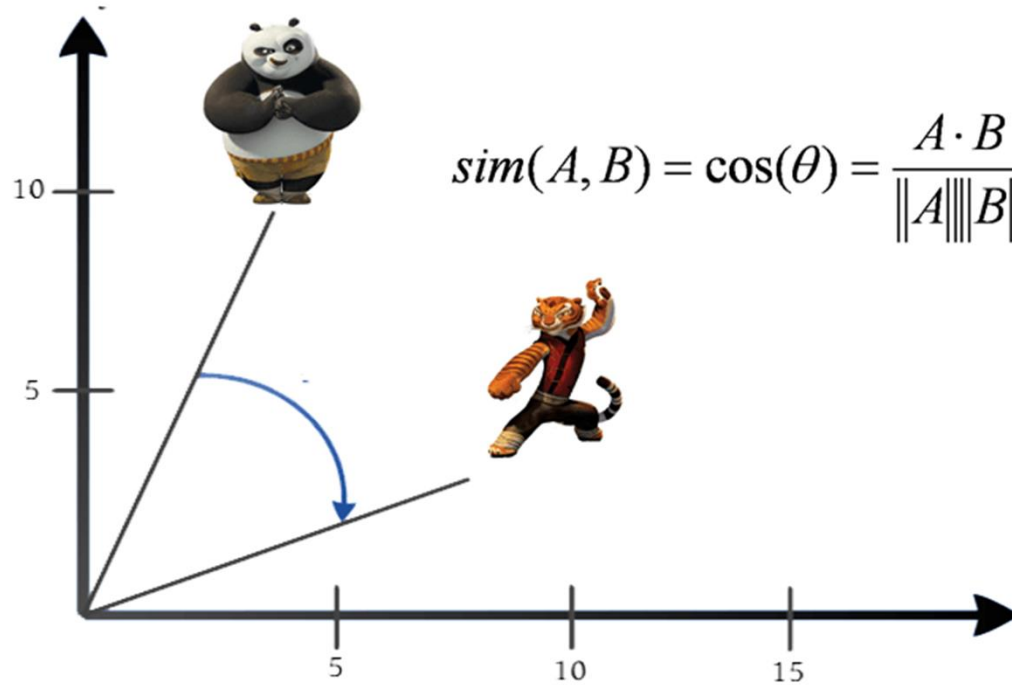 10
sim(A, B) = cos(θ) = A · B / ||A||||B|
5
5 10 15